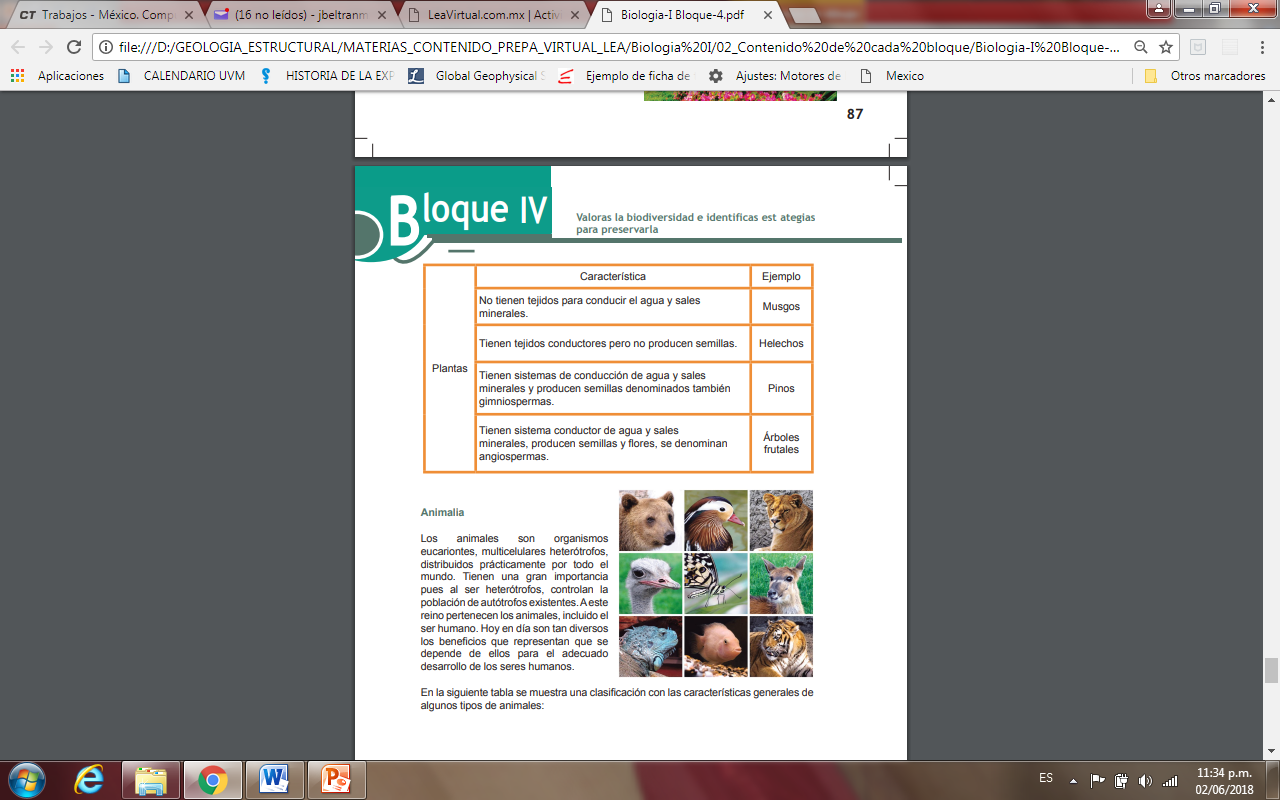 CT Trabajos - México. Comp
(16 no leídos) - jbeltranm
LeaVirtual.com.mx | Activi
Biologia-I Bloque-4.pdf
file:///D:/GEOLOGIA_ESTRUCTURAL/MATERIAS_CONTENIDO_PREPA_VIRTUAL_LEA/Biologia%20I/02_Contenido%20de%20cada%20bloque/Biologia-I%20Bloque-...
Aplicaciones
CALENDARIO UVM
HISTORIA DE LA EXP
Global Geophysical S
Ejemplo de ficha de
Ajustes: Motores de
Mexico
Otros marcadores
87
Bloque IV
Valoras la biodiversidad e identificas est ategias
para preservarla
Característica
Ejemplo
Plantas
No tienen tejidos para conducir el agua y sales
minerales.
Musgos
Tienen tejidos conductores pero no producen semillas.
Helechos
Tienen sistemas de conducción de agua y sales
minerales y producen semillas denominados también
gimniospermas.
Pinos
Tienen sistema conductor de agua y sales
minerales, producen semillas y flores, se denominan
angiospermas.
Árboles
frutales
Animalia
Los animales son organismos
eucariontes, multicelulares heterótrofos,
distribuidos prácticamente por todo el
mundo. Tienen una gran importancia
pues al ser heterótrofos, controlan la
población de autótrofos existentes. A este
reino pertenecen los animales, incluido el
ser humano. Hoy en día son tan diversos
los beneficios que representan que se
depende de ellos para el adecuado
desarrollo de los seres humanos.
En la siguiente tabla se muestra una clasificación con las características generales de
algunos tipos de animales:
ES
11:34 p.m.
02/06/2018